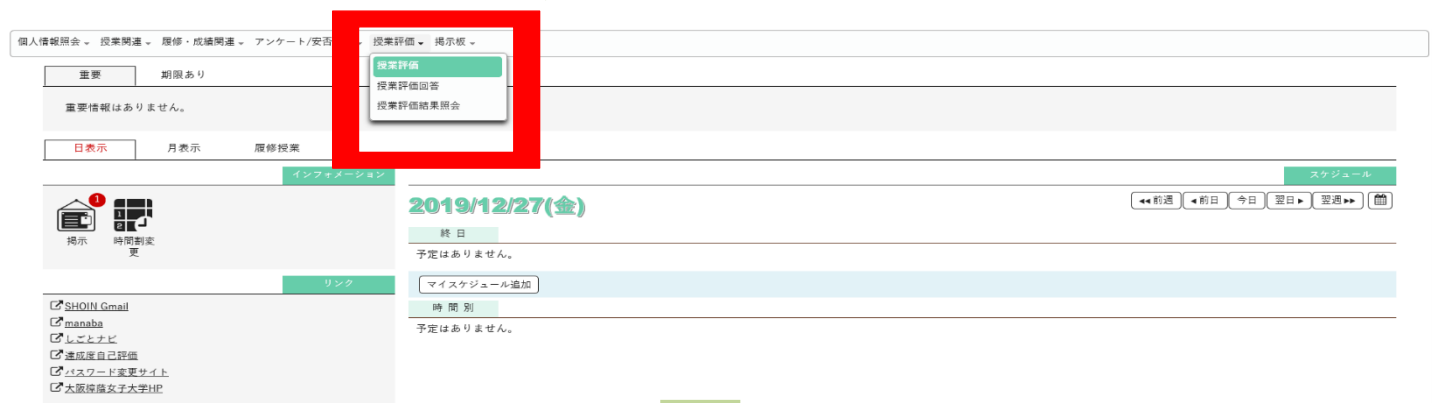 個人情報照会 授業関連 履修・成績関連 アンケート/安否 授業評価 掲示板
授業評価
授業評価回答
授業評価結果照会
重要 期限あり
重要情報はありません。
日表示 月表示 履修授業
インフォメーション
1
掲示 時間割変更
リンク
SHOIN Gmail
manaba
しごとナビ
達成度自己評価
パスワード変更サイト
大阪樟蔭女子大学HP
スケジュール
2019/12/27(金)
前週 前日 今日 翌日 翌週
終日
予定はありません。
マイスケジュール追加
時間別
予定はありません。